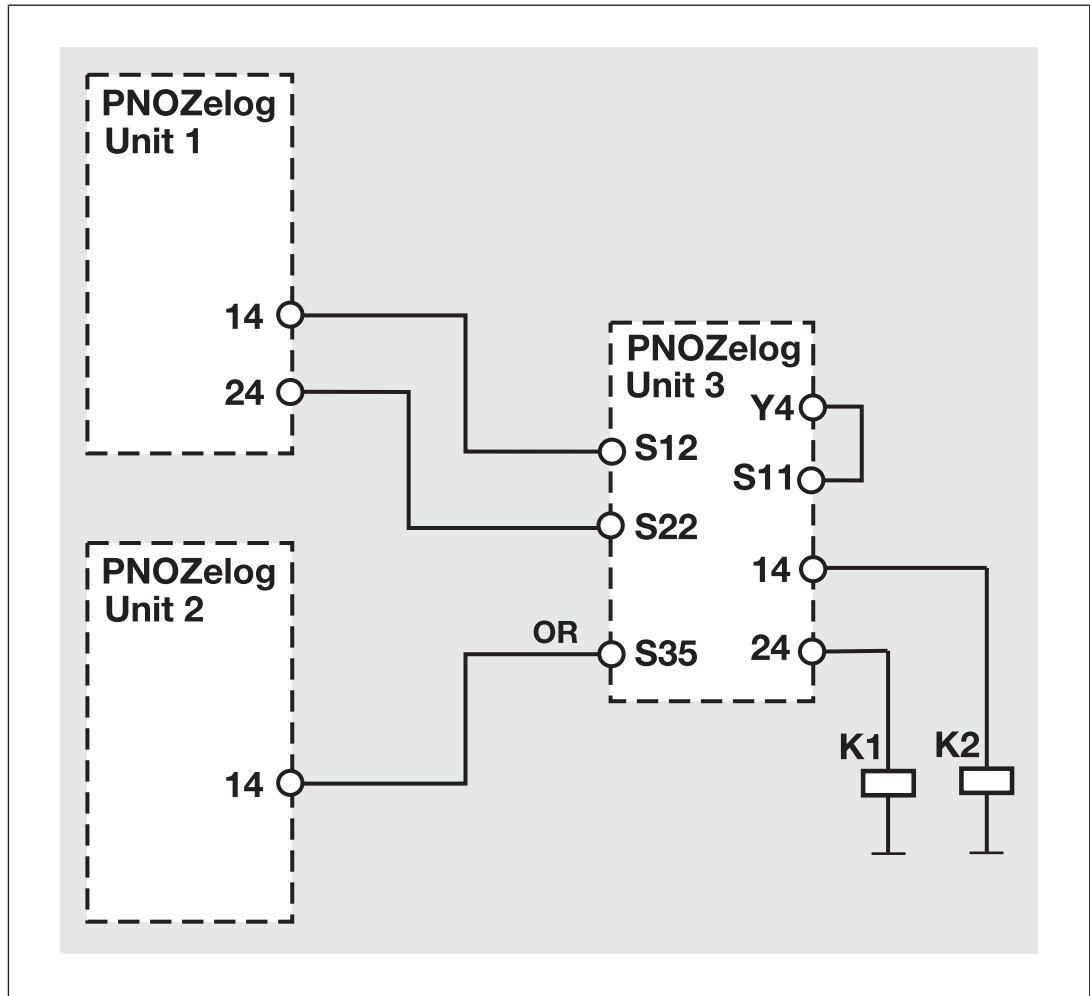 PNOZelog
Unit 1
14
24
PNOZelog
Unit 2
14
OR
PNOZelog
Unit 3
Y4
S12
S11
S22
14
S35
24
K1
K2